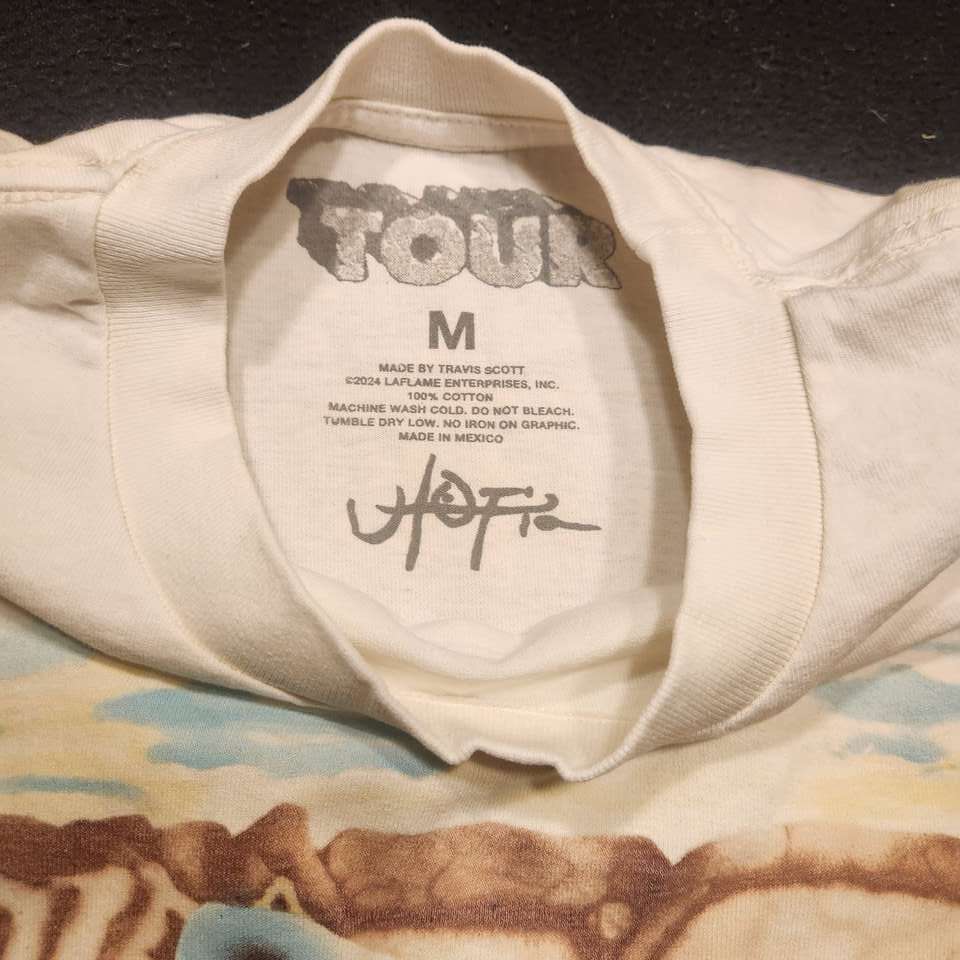 TOUR
M
MADE BY TRAVIS SCOTT
©2024 LAFLAME ENTERPRISES, INC.
100% COTTON
MACHINE WASH COLD. DO NOT BLEACH.
TUMBLE DRY LOW. NO IRON ON GRAPHIC.
MADE IN MEXICO